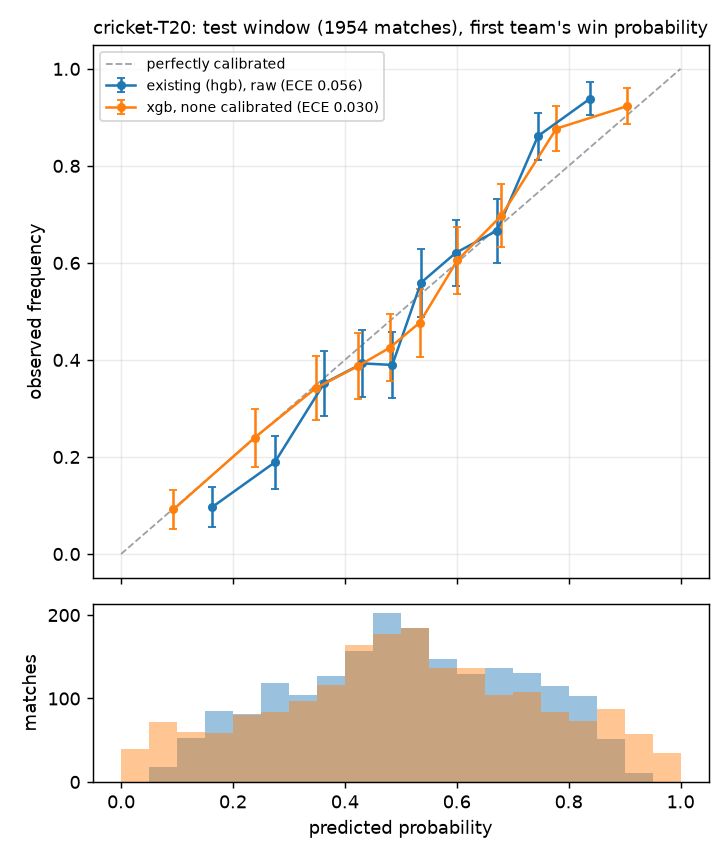 cricket-T20: test window (1954 matches), first team's win probability
perfectly calibrated
existing (hgb), raw (ECE 0.056)
xgb, none calibrated (ECE 0.030)
1.0
0.8
0.6
0.4
0.2
0.0
observed frequency
200
100
0
matches
0.0 0.2 0.4 0.6 0.8 1.0
predicted probability